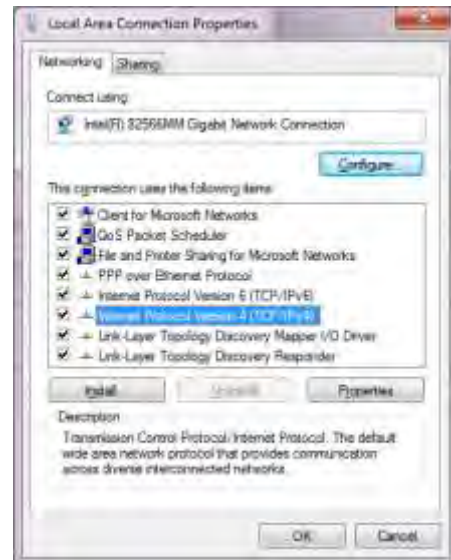 Local Area Connection Properties
Networking Sharing
Connect using:
Intel(R) 82566MM Gigabit Network Connection
Configure...
This connection uses the following items:
Client for Microsoft Networks
QoS Packet Scheduler
File and Printer Sharing for Microsoft Networks
PPP over Ethernet Protocol
Internet Protocol Version 6 (TCP/IPv6)
Internet Protocol Version 4 (TCP/IPv4)
Link-Layer Topology Discovery Mapper I/O Driver
Link-Layer Topology Discovery Responder
Install... Uninstall Properties
Description
Transmission Control Protocol/Internet Protocol. The default
wide area network protocol that provides communication
across diverse interconnected networks.
OK Cancel